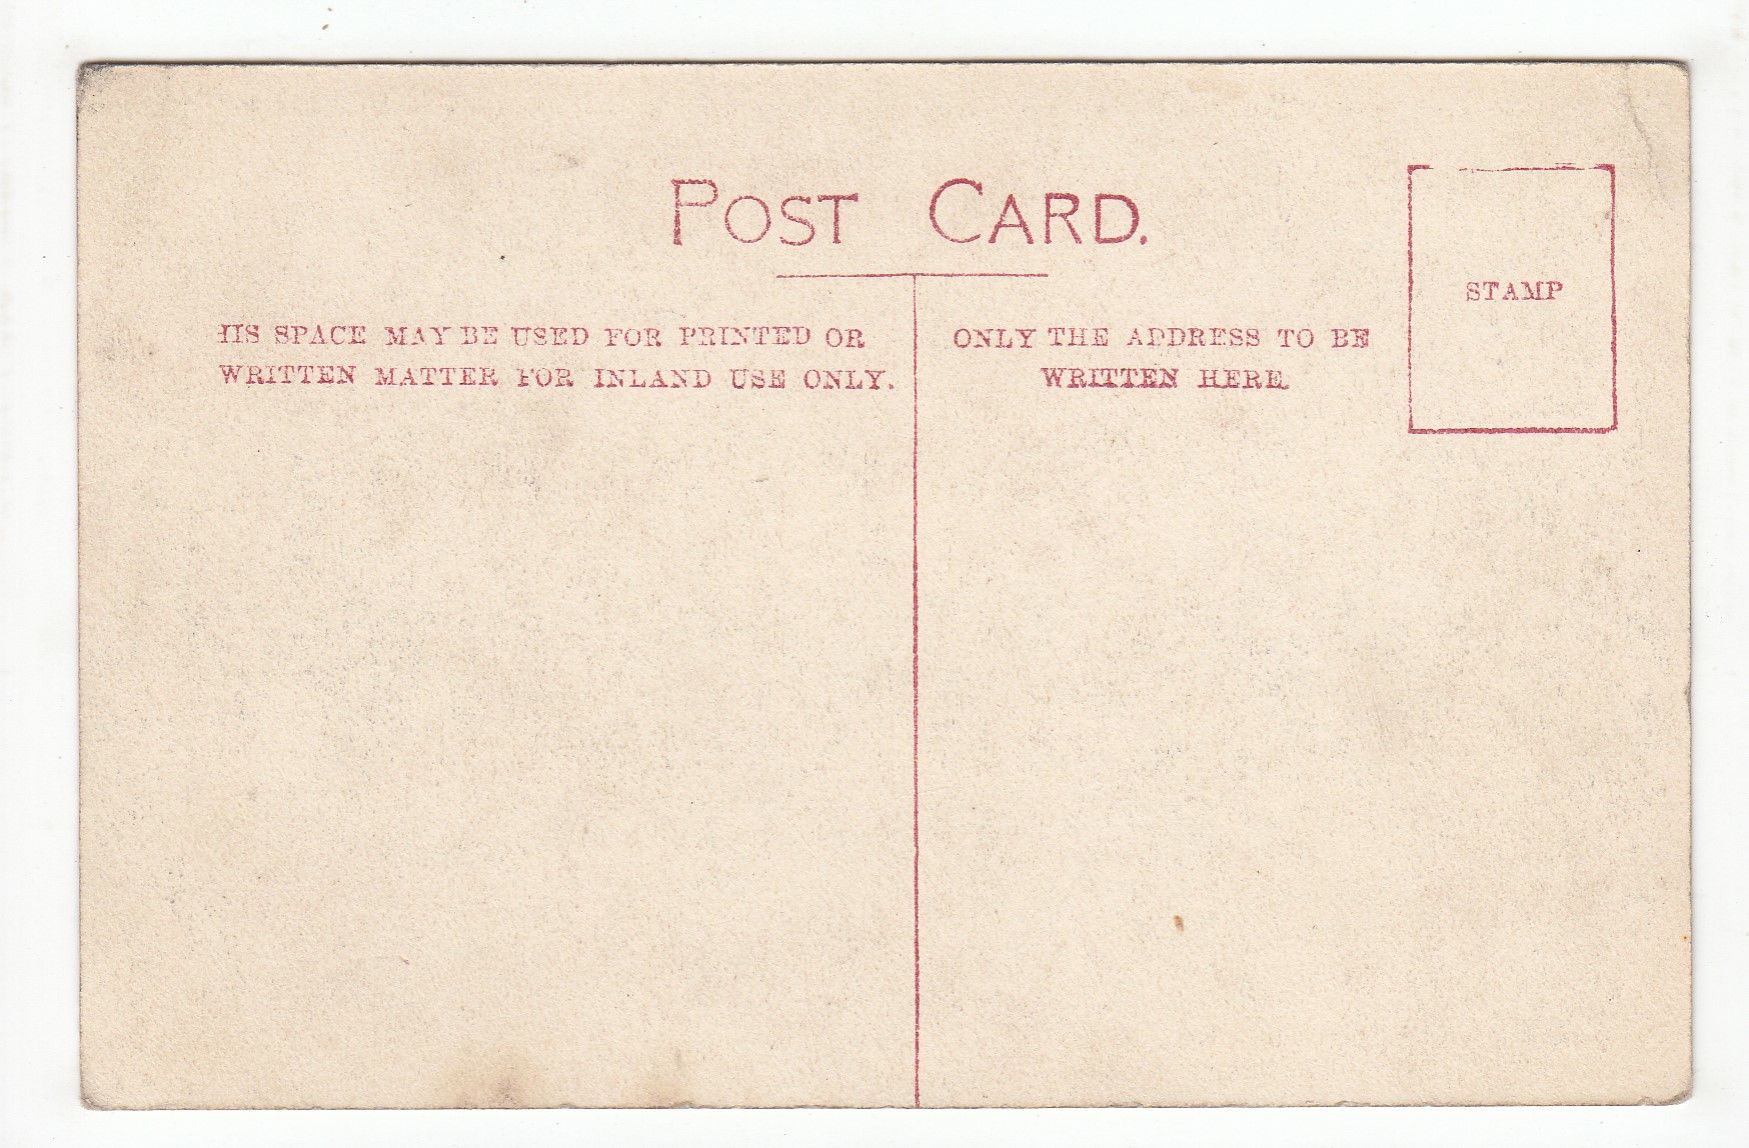 POST CARD.
STAMP
HIS SPACE MAY BE USED FOR PRINTED OR
WRITTEN MATTER FOR INLAND USE ONLY.
ONLY THE ADDRESS TO BE
WRITTEN HERE.